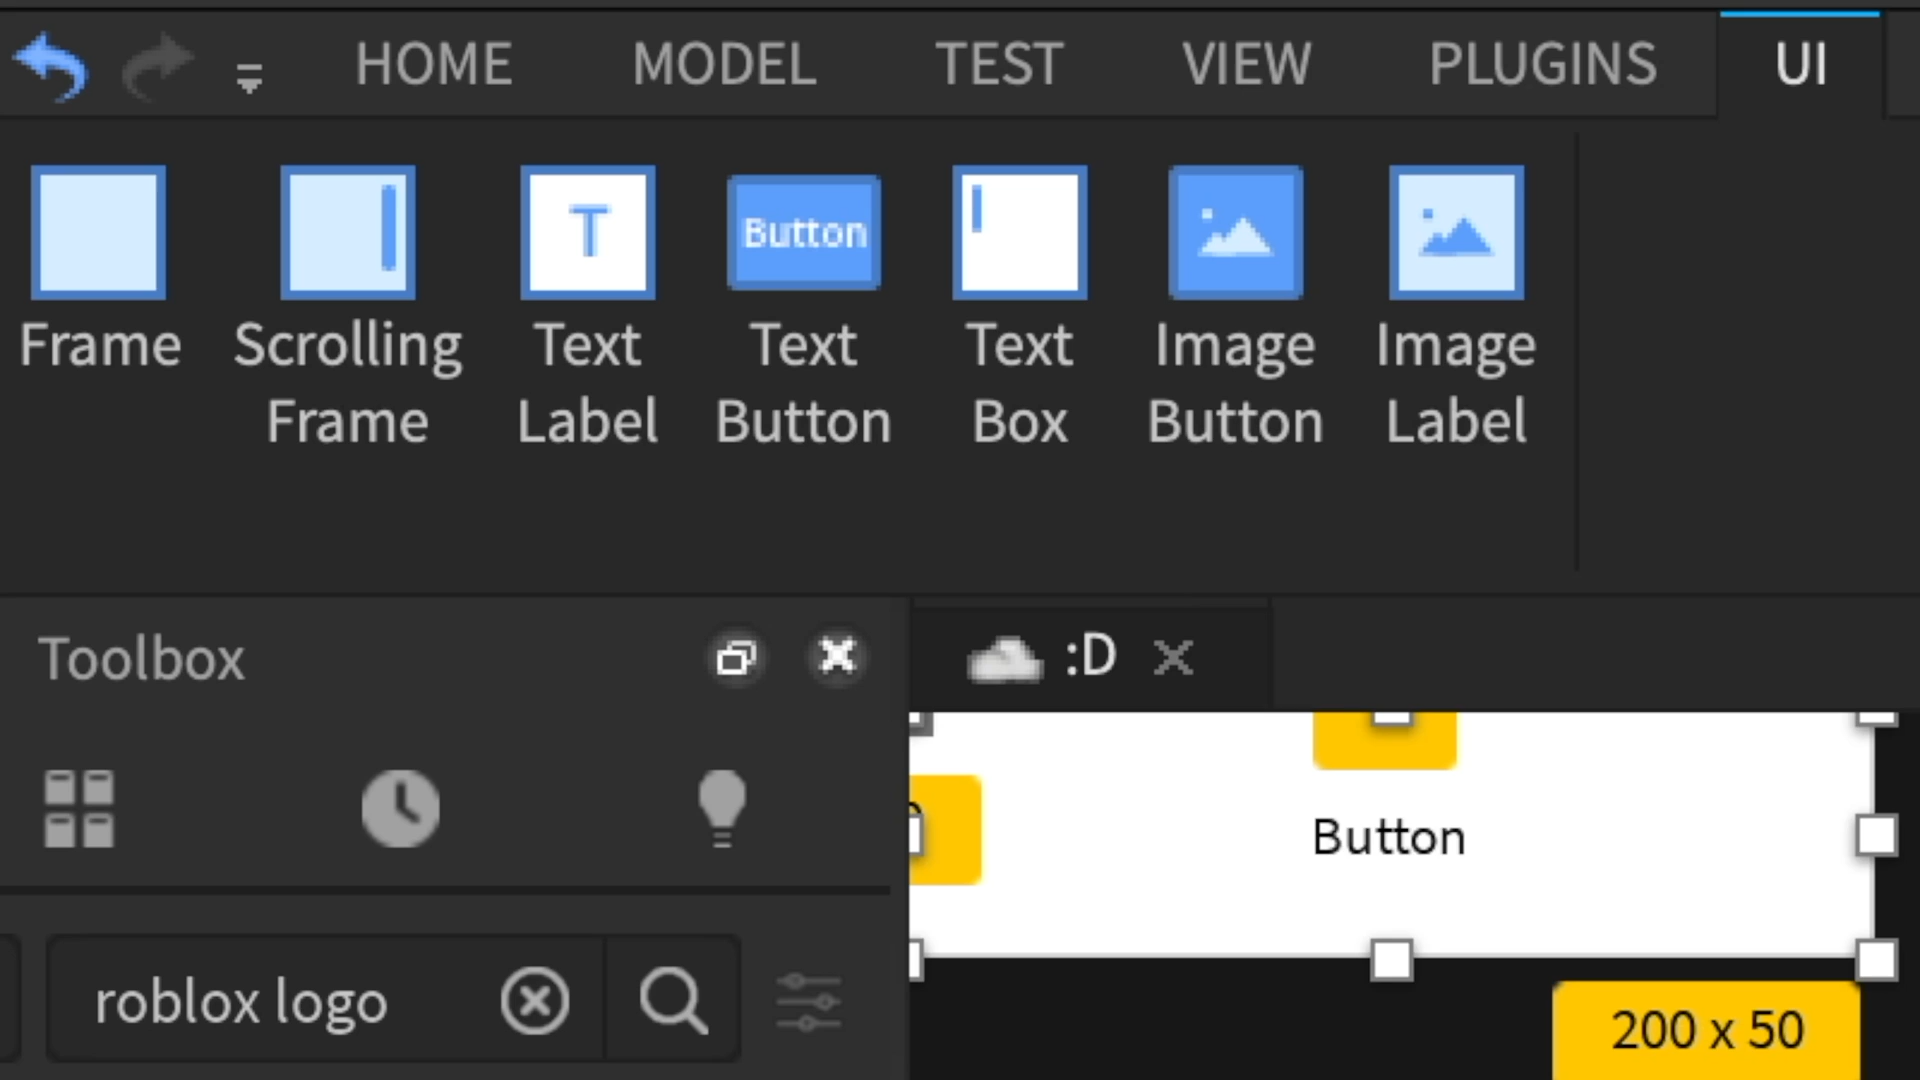 HOME MODEL TEST VIEW PLUGINS UI
Button
Frame Scrolling Frame Text Label Text Button Text Box Image Button Image Label
Toolbox
:D
Button
roblox logo
200 x 50